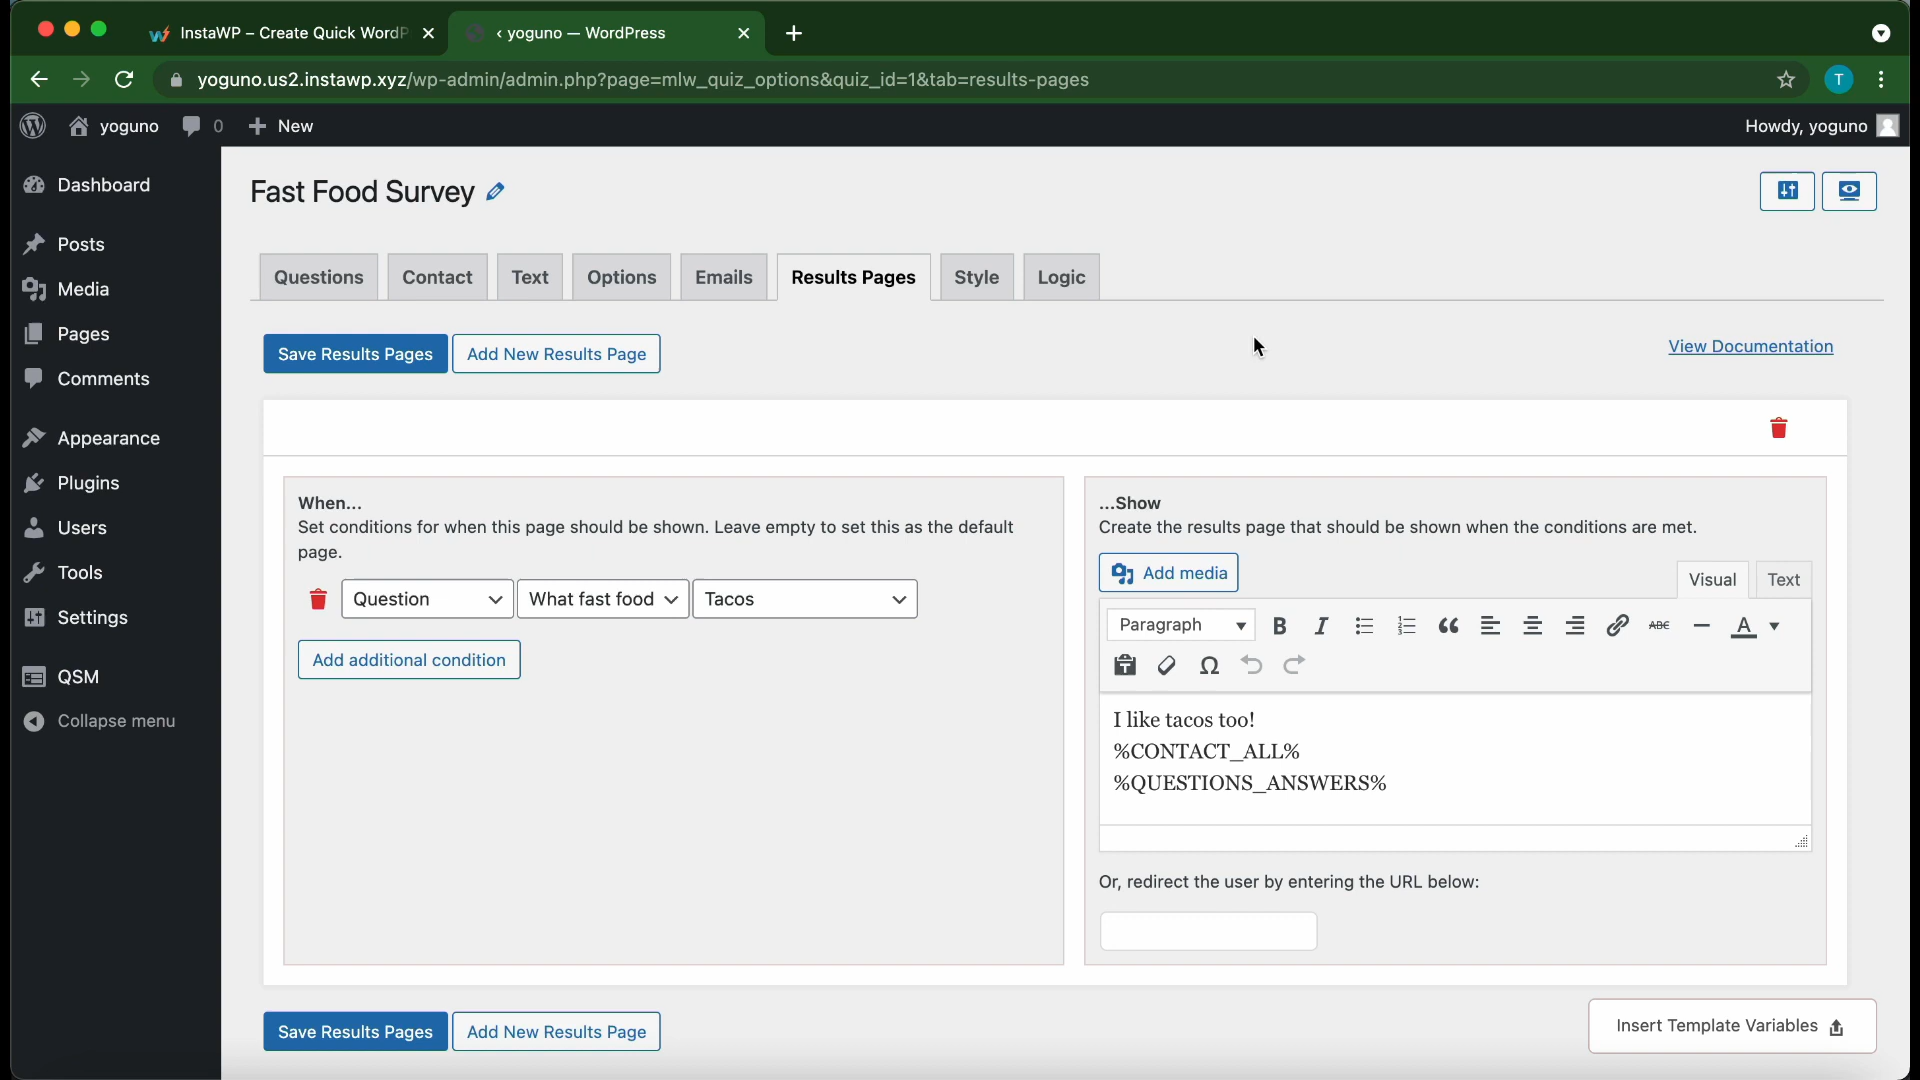 InstaWP – Create Quick WordP
‹ yoguno — WordPress
yoguno.us2.instawp.xyz/wp-admin/admin.php?page=mlw_quiz_options&quiz_id=1&tab=results-pages
T
yoguno
0
New
Howdy, yoguno
Dashboard
Posts
Media
Pages
Comments
Appearance
Plugins
Users
Tools
Settings
QSM
Collapse menu
Fast Food Survey
Questions
Contact
Text
Options
Emails
Results Pages
Style
Logic
Save Results Pages
Add New Results Page
View Documentation
When...
Set conditions for when this page should be shown. Leave empty to set this as the default
page.
Question
What fast food
Tacos
Add additional condition
...Show
Create the results page that should be shown when the conditions are met.
Add media
Visual
Text
Paragraph
B
I
ABC
A
T
Ω
I like tacos too!
%CONTACT_ALL%
%QUESTIONS_ANSWERS%
Or, redirect the user by entering the URL below:
Save Results Pages
Add New Results Page
Insert Template Variables